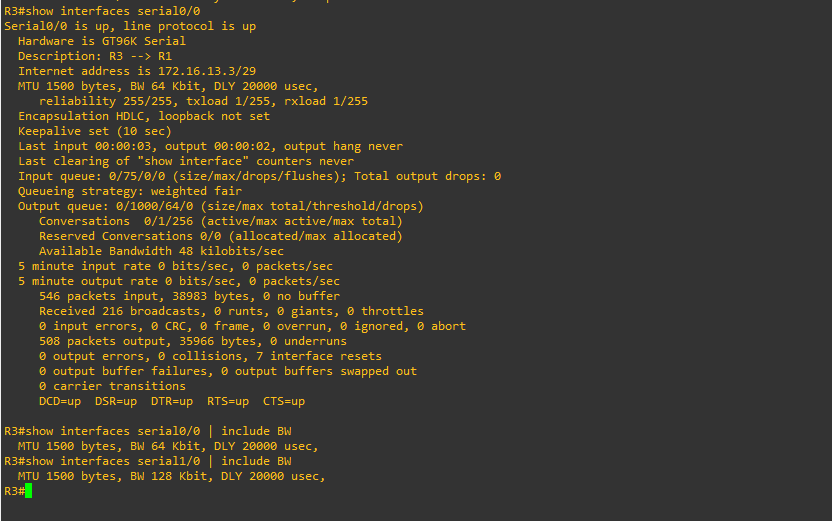 R3#show interfaces serial0/0
Serial0/0 is up, line protocol is up
  Hardware is GT96K Serial
  Description: R3 --> R1
  Internet address is 172.16.13.3/29
  MTU 1500 bytes, BW 64 Kbit, DLY 20000 usec,
     reliability 255/255, txload 1/255, rxload 1/255
  Encapsulation HDLC, loopback not set
  Keepalive set (10 sec)
  Last input 00:00:03, output 00:00:02, output hang never
  Last clearing of "show interface" counters never
  Input queue: 0/75/0/0 (size/max/drops/flushes); Total output drops: 0
  Queueing strategy: weighted fair
  Output queue: 0/1000/64/0 (size/max total/threshold/drops)
     Conversations  0/1/256 (active/max active/max total)
     Reserved Conversations 0/0 (allocated/max allocated)
     Available Bandwidth 48 kilobits/sec
  5 minute input rate 0 bits/sec, 0 packets/sec
  5 minute output rate 0 bits/sec, 0 packets/sec
     546 packets input, 38983 bytes, 0 no buffer
     Received 216 broadcasts, 0 runts, 0 giants, 0 throttles
     0 input errors, 0 CRC, 0 frame, 0 overrun, 0 ignored, 0 abort
     508 packets output, 35966 bytes, 0 underruns
     0 output errors, 0 collisions, 7 interface resets
     0 output buffer failures, 0 output buffers swapped out
     0 carrier transitions
     DCD=up  DSR=up  DTR=up  RTS=up  CTS=up

R3#show interfaces serial0/0 | include BW
  MTU 1500 bytes, BW 64 Kbit, DLY 20000 usec,
R3#show interfaces serial1/0 | include BW
  MTU 1500 bytes, BW 128 Kbit, DLY 20000 usec,
R3#